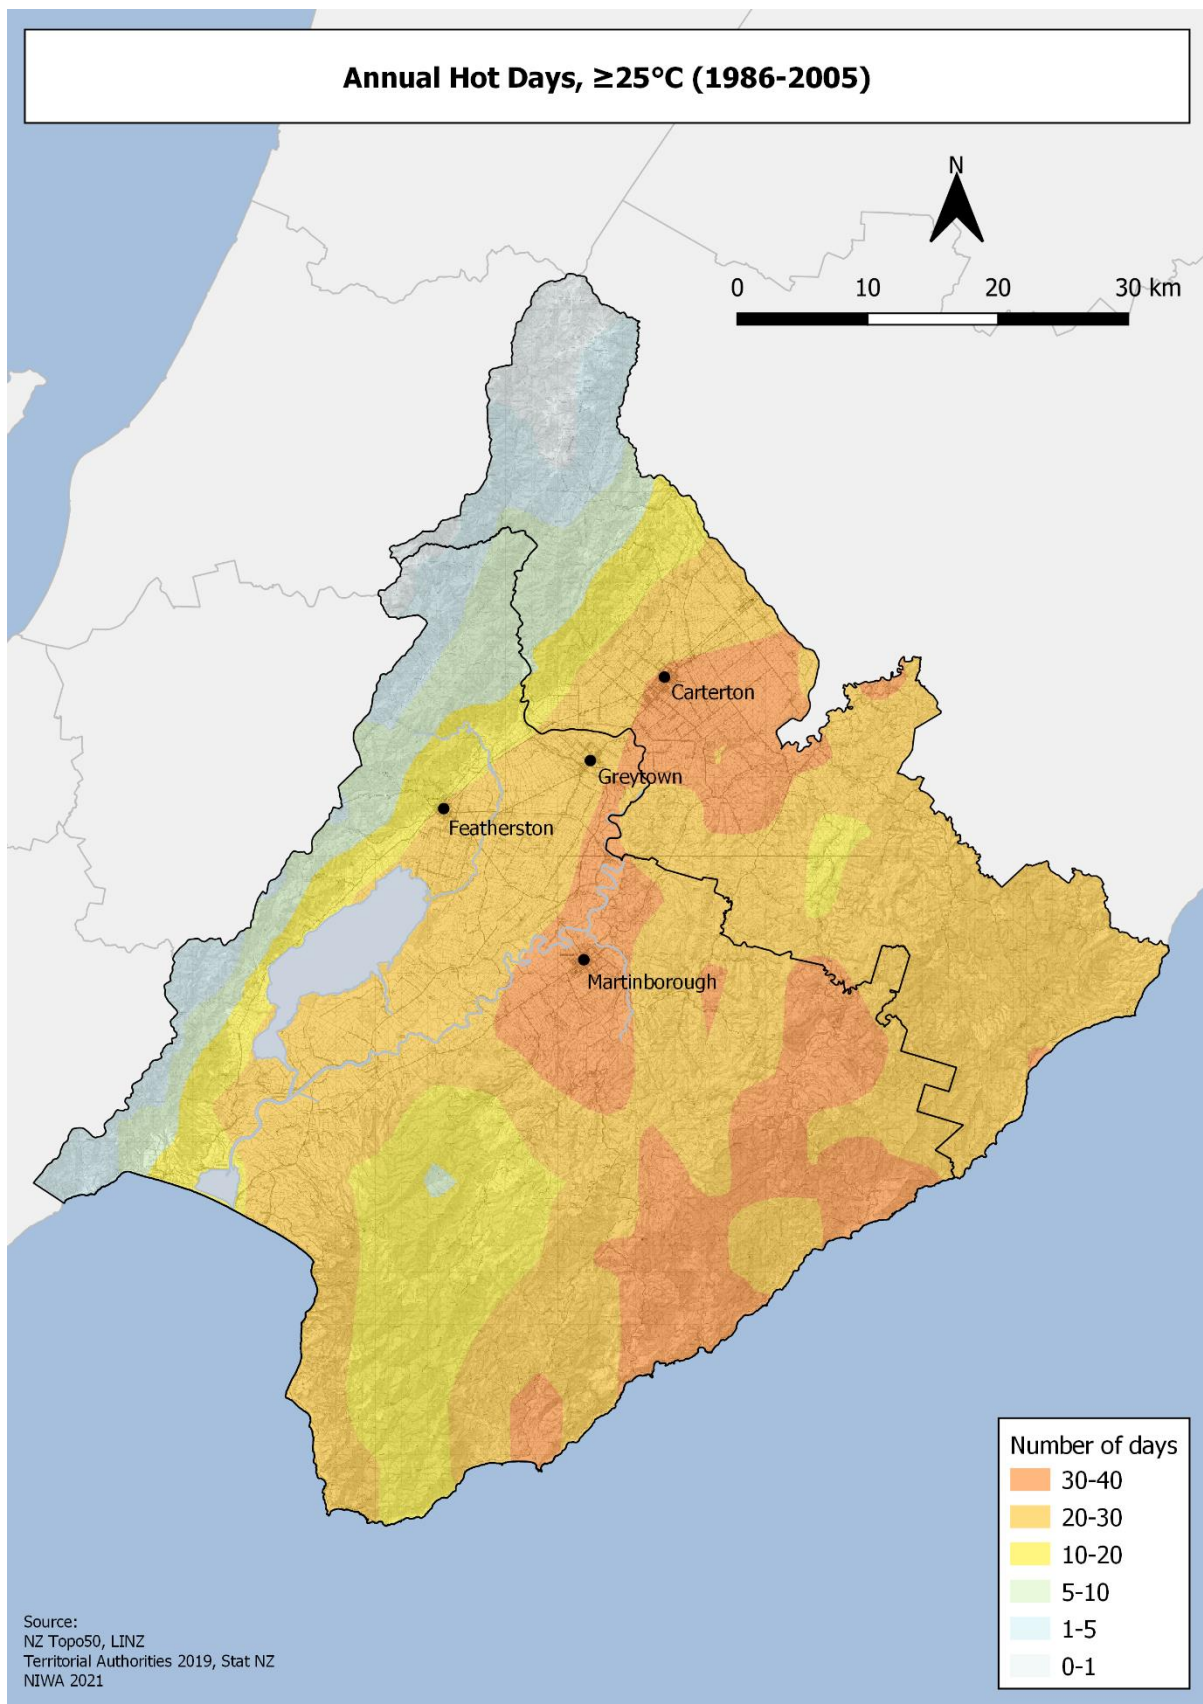 Annual Hot Days, ≥25°C (1986-2005)
N
0 10 20 30 km
Carterton
Greytown
Featherston
Martinborough
Number of days
30-40
20-30
10-20
5-10
1-5
0-1
Source:
NZ Topo50, LINZ
Territorial Authorities 2019, Stat NZ
NIWA 2021